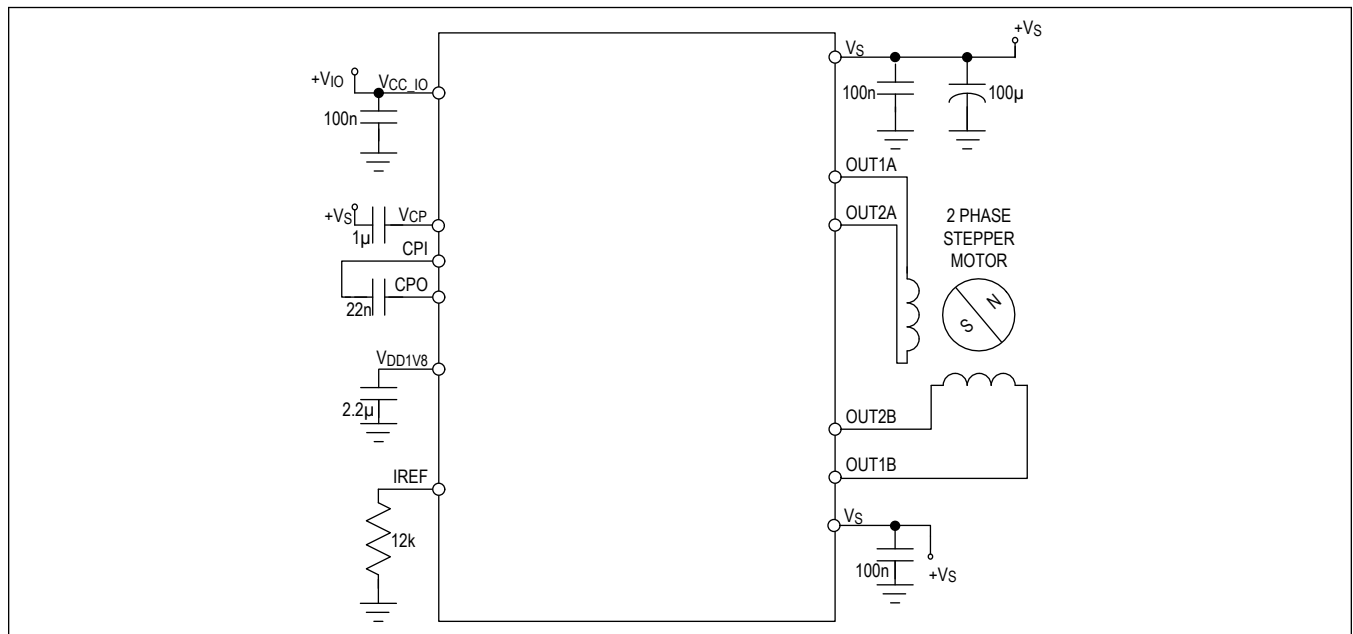 +VS
VS
+VIO
VCC_IO
100n
100n
100µ
OUT1A
+VS
VCP
1µ
OUT2A
2 PHASE
STEPPER
MOTOR
CPI
CPO
22n
N
S
VDD1V8
2.2µ
OUT2B
OUT1B
IREF
12k
VS
100n
+VS